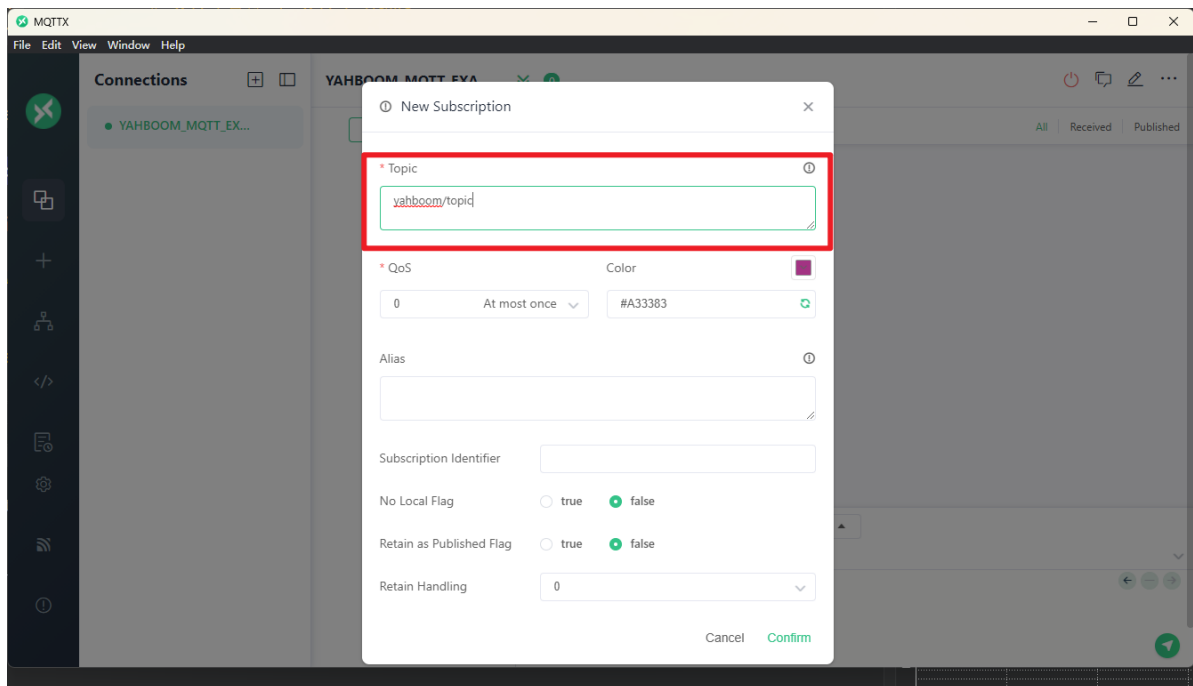 MQTTX
File Edit View Window Help
Connections
YAHBOOM_MQTT_EXA...
YAHBOOM_MQTT_EX...
All Received Published
New Subscription
* Topic
yahboom/topic
* QoS Color
0 At most once #A33383
Alias
Subscription Identifier
No Local Flag true false
Retain as Published Flag true false
Retain Handling 0
Cancel Confirm